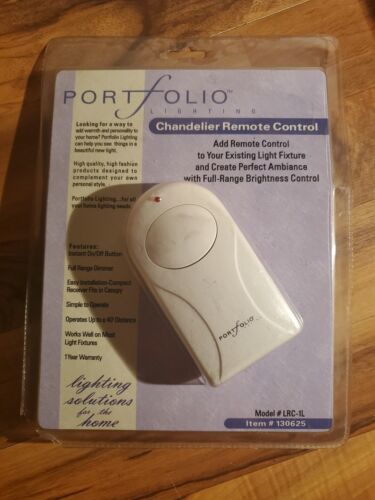 PORTFOLIO™
LIGHTING
Chandelier Remote Control
Add Remote Control
to Your Existing Light Fixture
and Create Perfect Ambiance
with Full-Range Brightness Control
Looking for a way to
add warmth and personality to
your home? Portfolio Lighting
can help you see things in a
beautiful new light.
High quality, high fashion
products designed to
complement your own
personal style.
Portfolio Lighting...for all
your home lighting needs.
Features:
Instant On/Off Button
Full Range Dimmer
Easy Installation-Compact
Receiver Fits in Canopy
Simple to Operate
Operates Up to a 40' Distance
Works Well on Most
Light Fixtures
1 Year Warranty
lighting
solutions
for the
home
PORTFOLIO
Model # LRC-1L
Item # 130625